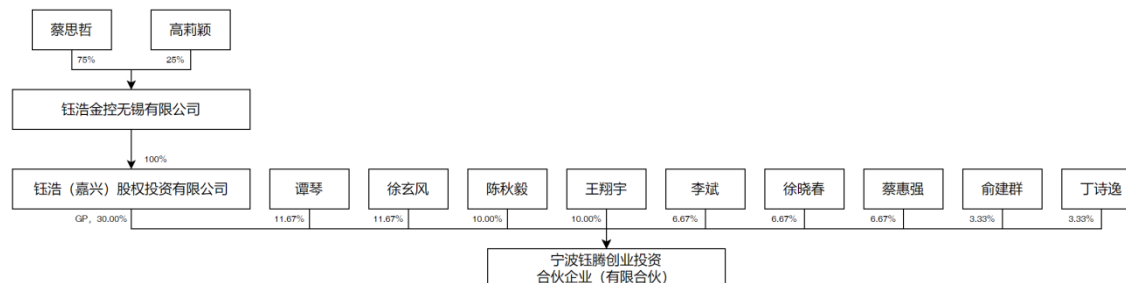 蔡思哲
高莉颖
75%
25%
钰浩金控无锡有限公司
100%
钰浩（嘉兴）股权投资有限公司
谭琴
徐玄风
陈秋毅
王翔宇
李斌
徐晓春
蔡惠强
俞建群
丁诗逸
GP，30.00%
11.67%
11.67%
10.00%
10.00%
6.67%
6.67%
6.67%
3.33%
3.33%
宁波钰腾创业投资
合伙企业（有限合伙）